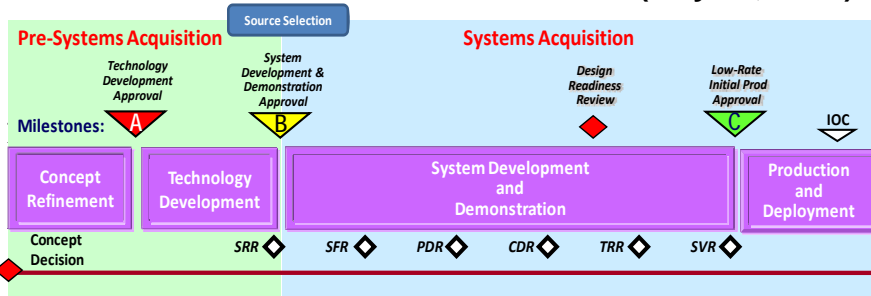 Source Selection
Pre-Systems Acquisition
Systems Acquisition
Technology
Development
Approval
System
Development &
Demonstration
Approval
Design
Readiness
Review
Low-Rate
Initial Prod
Approval
Milestones:
A
B
C
IOC
Concept
Refinement
Technology
Development
System Development
and
Demonstration
Production
and
Deployment
Concept
Decision
SRR
SFR
PDR
CDR
TRR
SVR